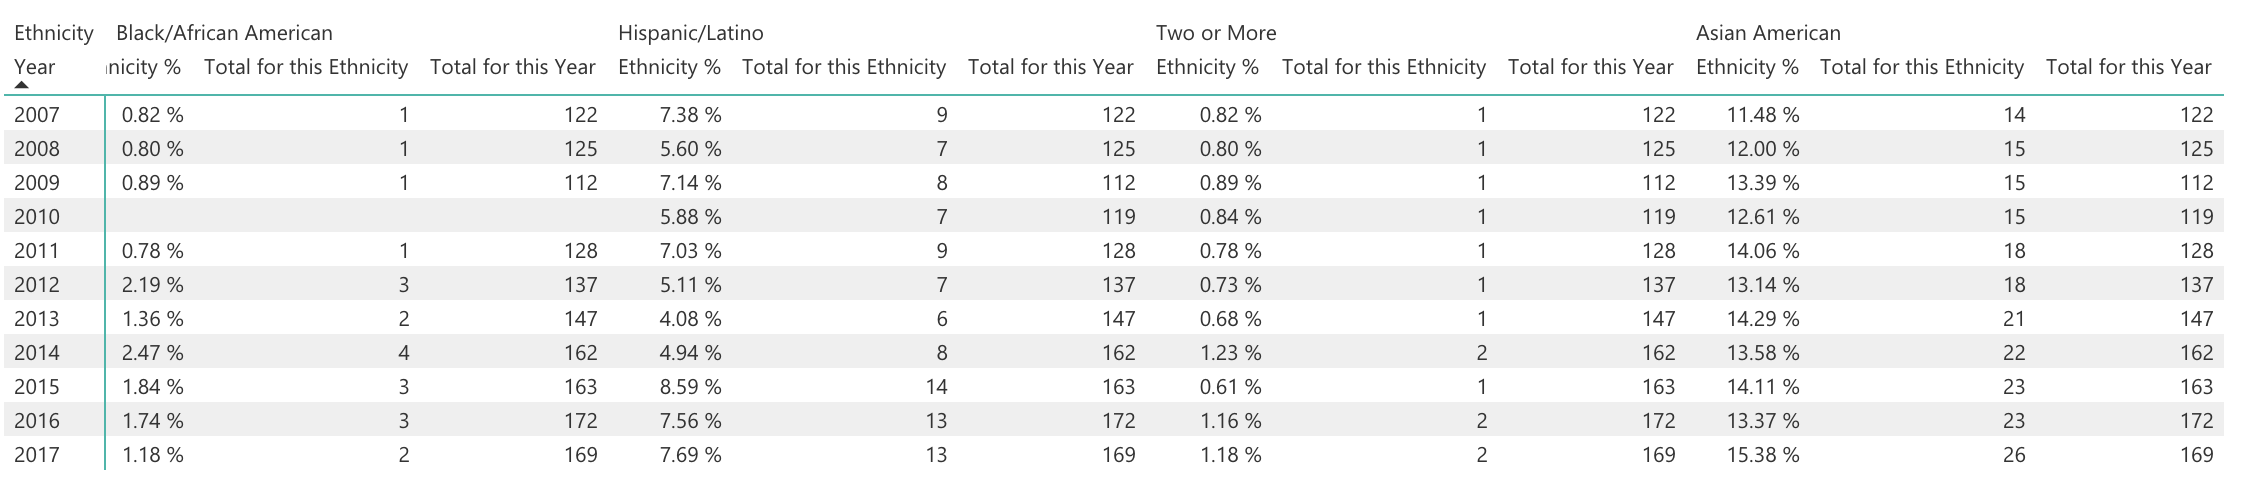 Ethnicity Black/African American Hispanic/Latino Two or More Asian American
Year nicity % Total for this Ethnicity Total for this Year Ethnicity % Total for this Ethnicity Total for this Year Ethnicity % Total for this Ethnicity Total for this Year Ethnicity % Total for this Ethnicity Total for this Year
2007 0.82 % 1 122 7.38 % 9 122 0.82 % 1 122 11.48 % 14 122
2008 0.80 % 1 125 5.60 % 7 125 0.80 % 1 125 12.00 % 15 125
2009 0.89 % 1 112 7.14 % 8 112 0.89 % 1 112 13.39 % 15 112
2010 5.88 % 7 119 0.84 % 1 119 12.61 % 15 119
2011 0.78 % 1 128 7.03 % 9 128 0.78 % 1 128 14.06 % 18 128
2012 2.19 % 3 137 5.11 % 7 137 0.73 % 1 137 13.14 % 18 137
2013 1.36 % 2 147 4.08 % 6 147 0.68 % 1 147 14.29 % 21 147
2014 2.47 % 4 162 4.94 % 8 162 1.23 % 2 162 13.58 % 22 162
2015 1.84 % 3 163 8.59 % 14 163 0.61 % 1 163 14.11 % 23 163
2016 1.74 % 3 172 7.56 % 13 172 1.16 % 2 172 13.37 % 23 172
2017 1.18 % 2 169 7.69 % 13 169 1.18 % 2 169 15.38 % 26 169